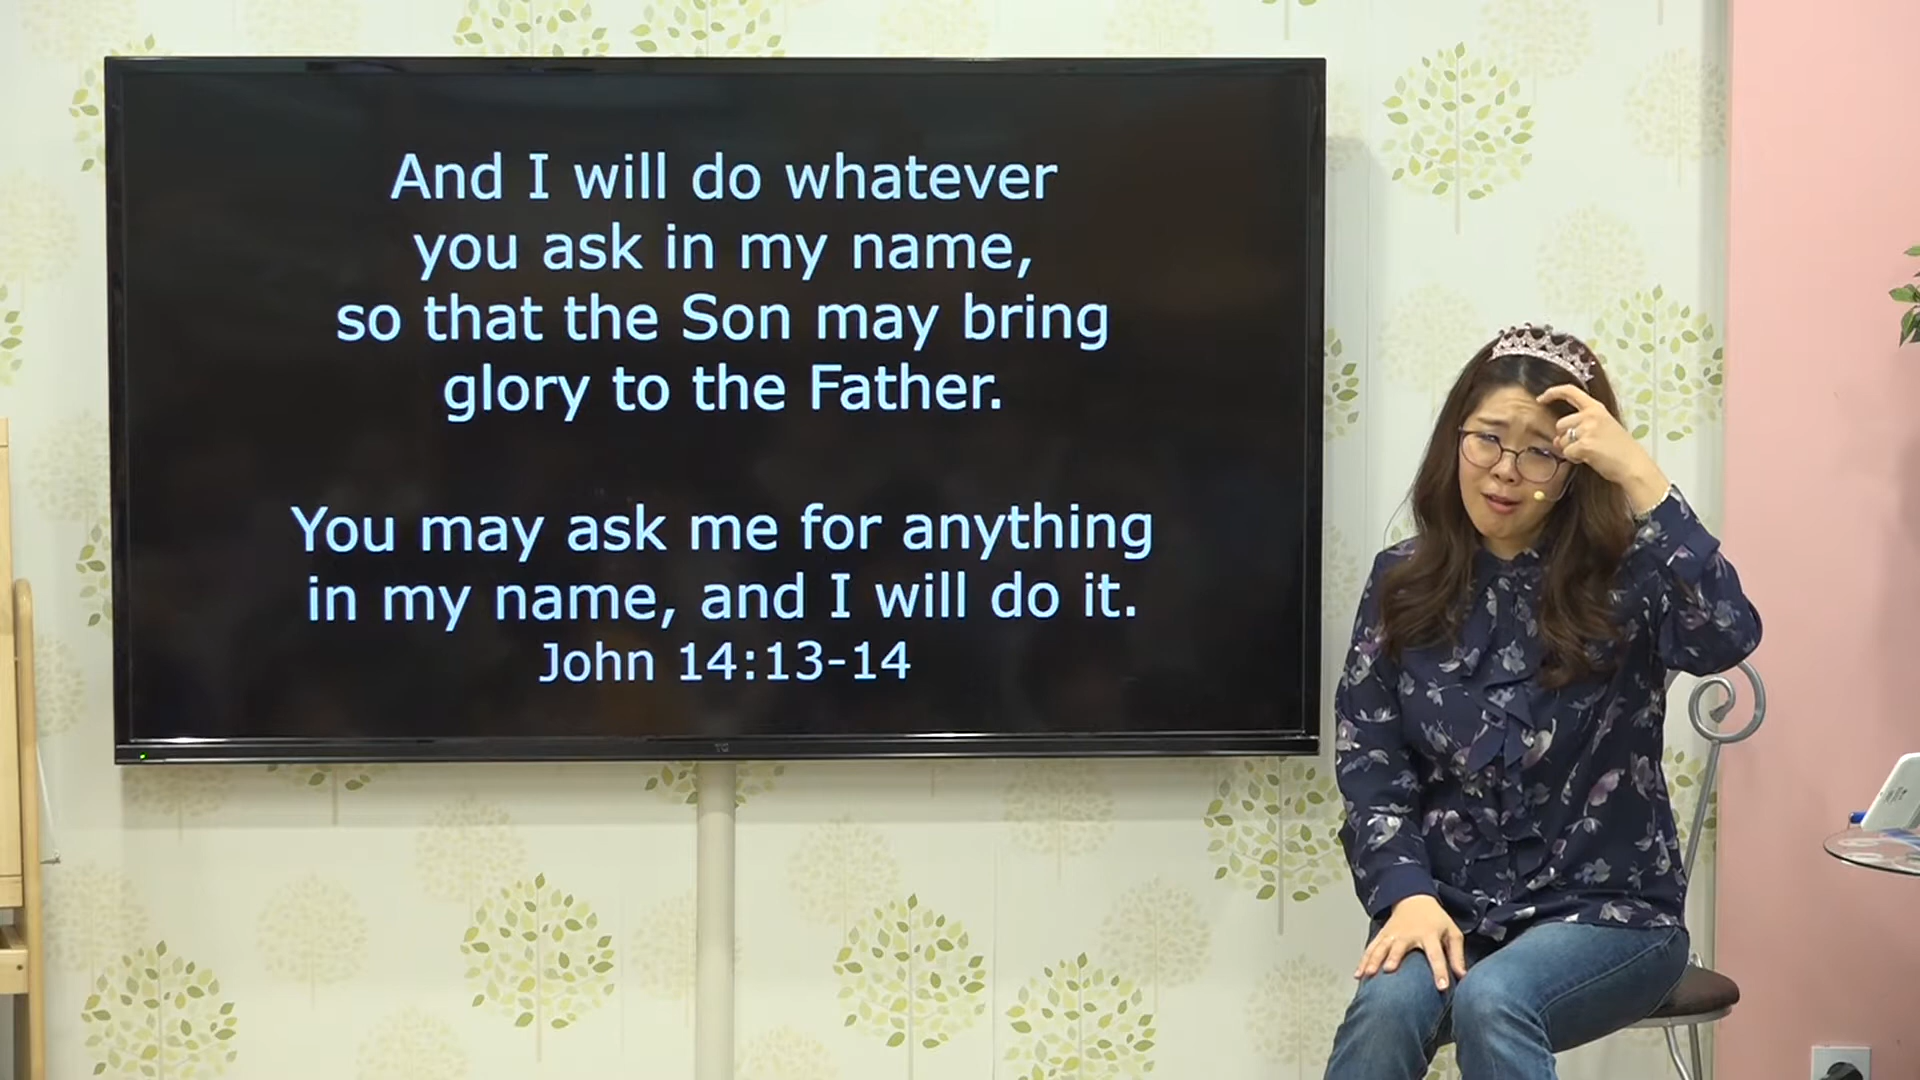 And I will do whatever
you ask in my name,
so that the Son may bring
glory to the Father.
You may ask me for anything
in my name, and I will do it.
John 14:13-14